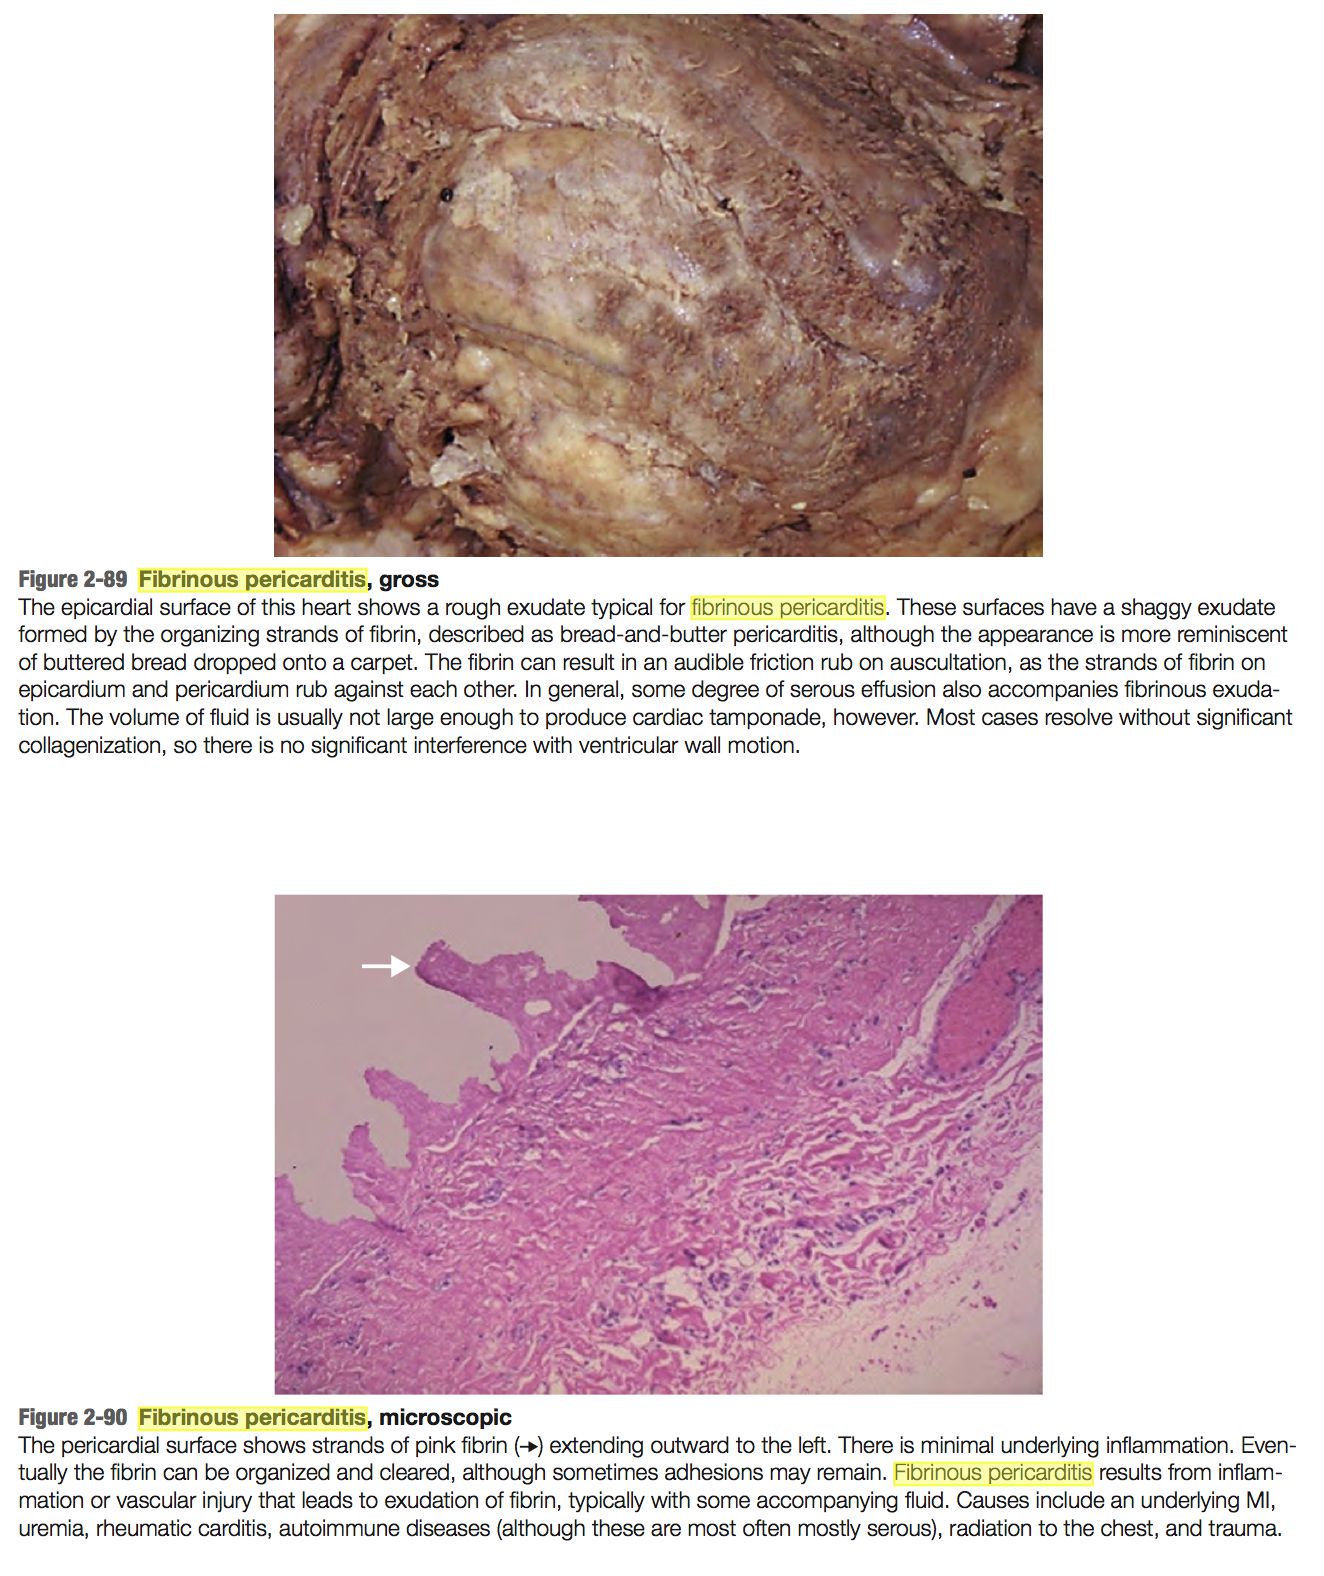 Figure 2-89 Fibrinous pericarditis, gross
The epicardial surface of this heart shows a rough exudate typical for fibrinous pericarditis. These surfaces have a shaggy exudate
formed by the organizing strands of fibrin, described as bread-and-butter pericarditis, although the appearance is more reminiscent
of buttered bread dropped onto a carpet. The fibrin can result in an audible friction rub on auscultation, as the strands of fibrin on
epicardium and pericardium rub against each other. In general, some degree of serous effusion also accompanies fibrinous exuda-
tion. The volume of fluid is usually not large enough to produce cardiac tamponade, however. Most cases resolve without significant
collagenization, so there is no significant interference with ventricular wall motion.
Figure 2-90 Fibrinous pericarditis, microscopic
The pericardial surface shows strands of pink fibrin (→) extending outward to the left. There is minimal underlying inflammation. Even-
tually the fibrin can be organized and cleared, although sometimes adhesions may remain. Fibrinous pericarditis results from inflam-
mation or vascular injury that leads to exudation of fibrin, typically with some accompanying fluid. Causes include an underlying MI,
uremia, rheumatic carditis, autoimmune diseases (although these are most often mostly serous), radiation to the chest, and trauma.